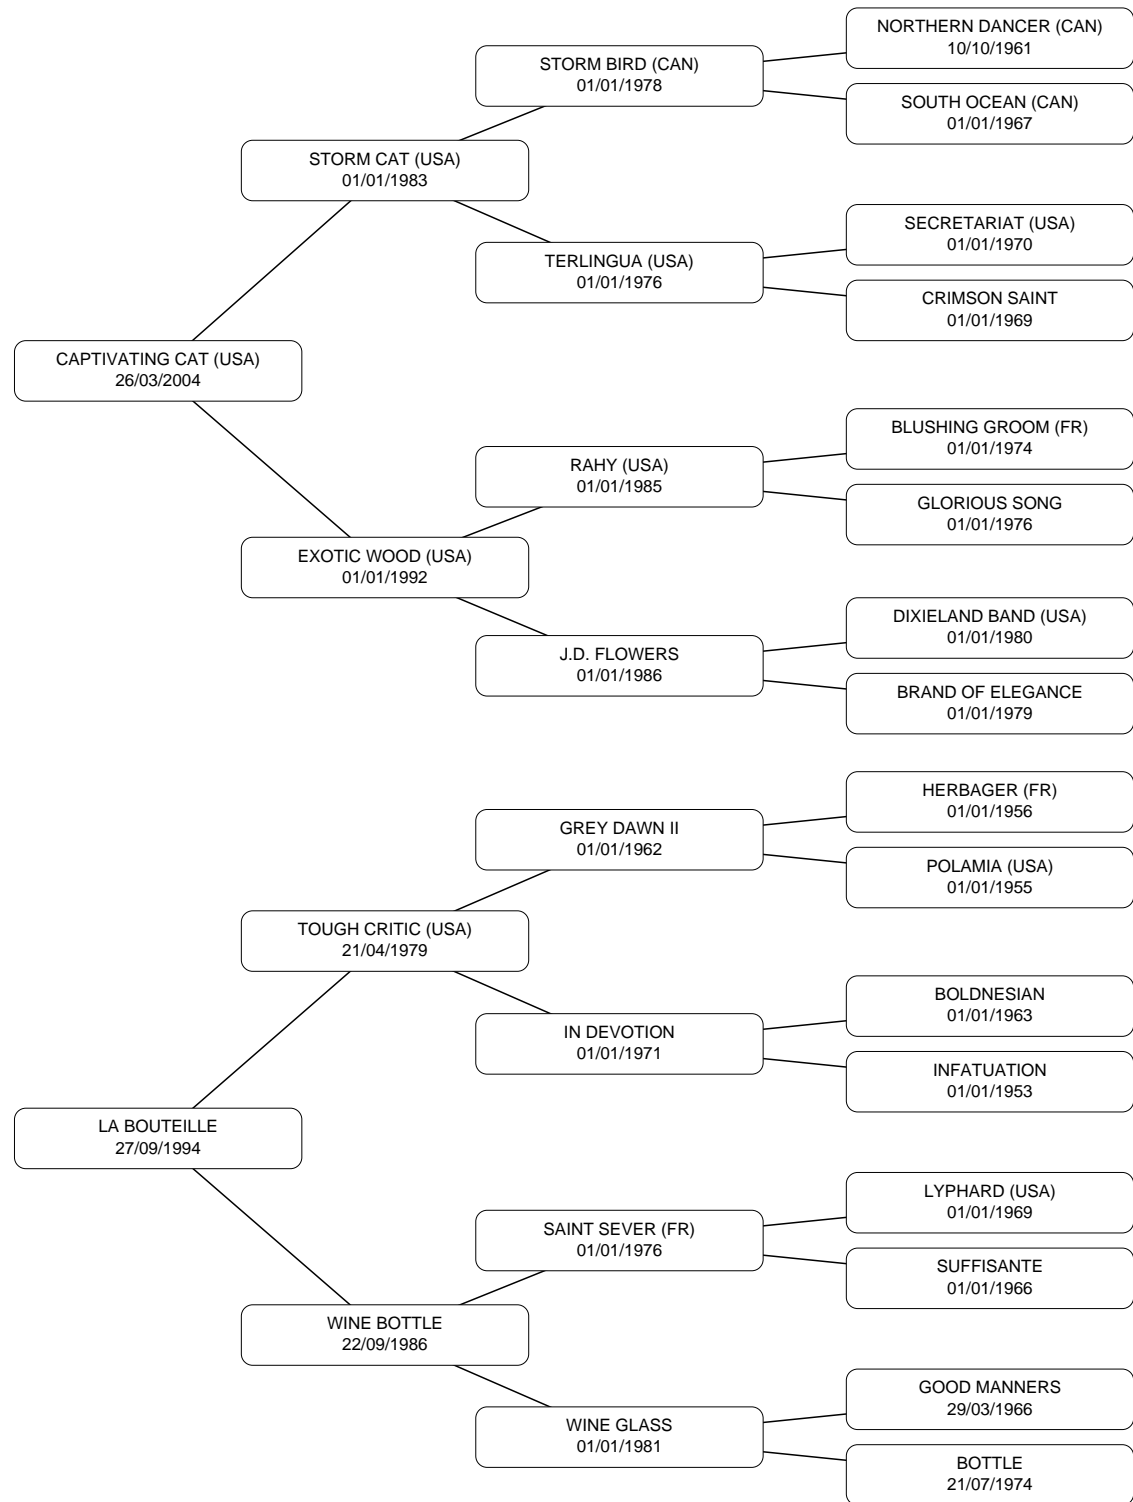 NORTHERN DANCER (CAN)
10/10/1961
STORM BIRD (CAN)
01/01/1978
SOUTH OCEAN (CAN)
01/01/1967
STORM CAT (USA)
01/01/1983
SECRETARIAT (USA)
01/01/1970
TERLINGUA (USA)
01/01/1976
CRIMSON SAINT
01/01/1969
CAPTIVATING CAT (USA)
26/03/2004
BLUSHING GROOM (FR)
01/01/1974
RAHY (USA)
01/01/1985
GLORIOUS SONG
01/01/1976
EXOTIC WOOD (USA)
01/01/1992
DIXIELAND BAND (USA)
01/01/1980
J.D. FLOWERS
01/01/1986
BRAND OF ELEGANCE
01/01/1979
HERBAGER (FR)
01/01/1956
GREY DAWN II
01/01/1962
POLAMIA (USA)
01/01/1955
TOUGH CRITIC (USA)
21/04/1979
BOLDNESIAN
01/01/1963
IN DEVOTION
01/01/1971
INFATUATION
01/01/1953
LA BOUTEILLE
27/09/1994
LYPHARD (USA)
01/01/1969
SAINT SEVER (FR)
01/01/1976
SUFFISANTE
01/01/1966
WINE BOTTLE
22/09/1986
GOOD MANNERS
29/03/1966
WINE GLASS
01/01/1981
BOTTLE
21/07/1974